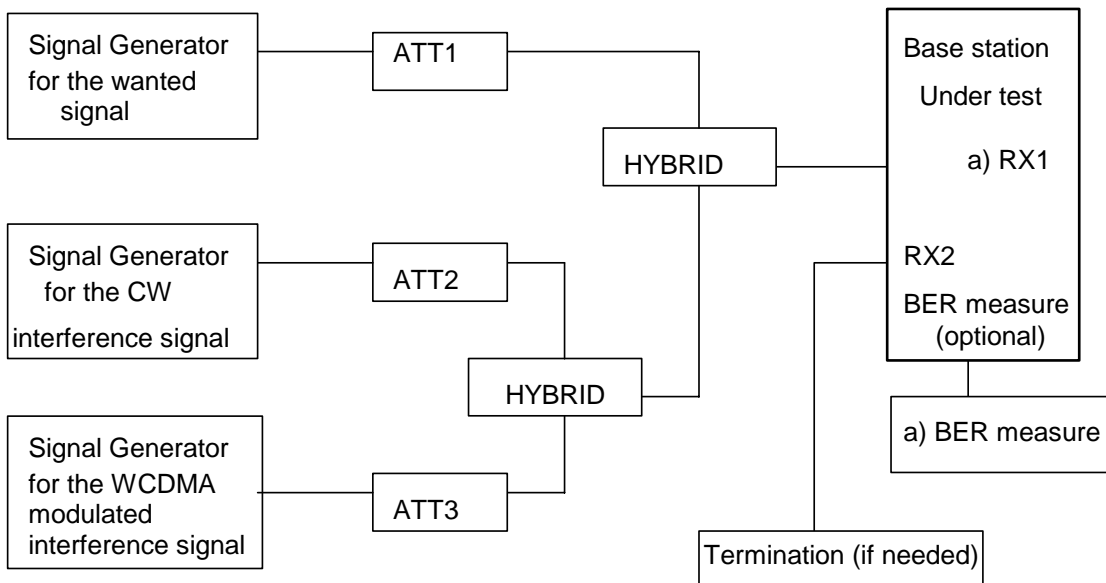 Signal Generator
for the wanted
signal
ATT1
HYBRID
Base station
Under test
a) RX1
RX2
BER measure
(optional)
Signal Generator
for the CW
interference signal
ATT2
HYBRID
Signal Generator
for the WCDMA
modulated
interference signal
ATT3
a) BER measure
Termination (if needed)